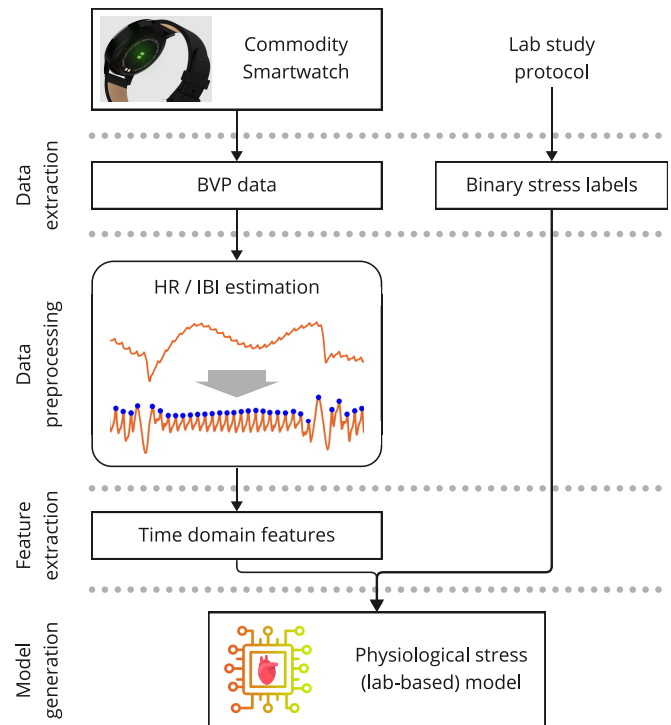 Commodity
Smartwatch
Lab study
protocol
Data
extraction
BVP data
Binary stress labels
Data
preprocessing
HR / IBI estimation
Feature
extraction
Time domain features
Model
generation
Physiological stress
(lab-based) model